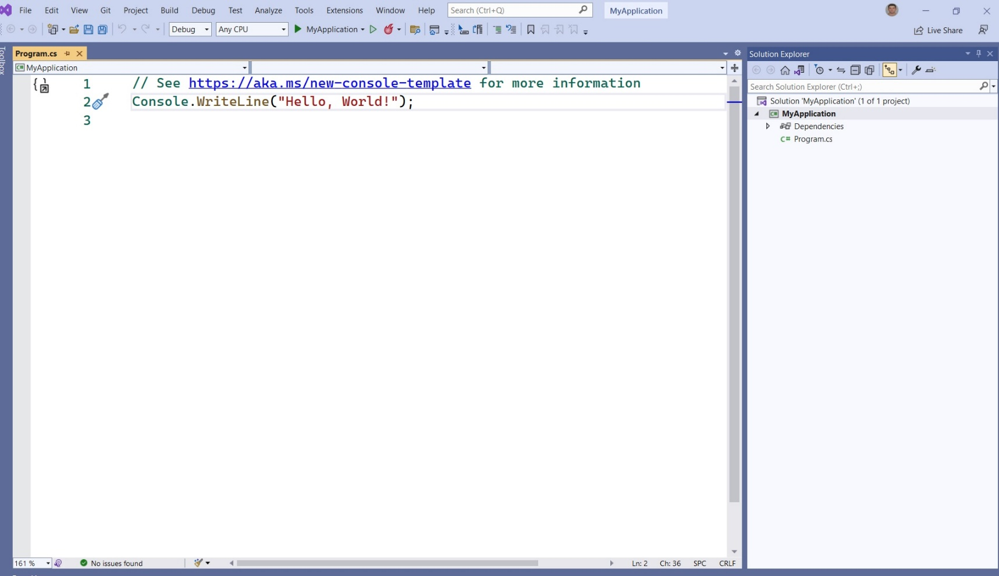 File Edit View Git Project Build Debug Test Analyze Tools Extensions Window Help Search (Ctrl+Q) MyApplication
Debug Any CPU MyApplication Live Share
Toolbox
Program.cs
MyApplication
1 // See https://aka.ms/new-console-template for more information
2 Console.WriteLine("Hello, World!");
3
161 % No issues found Ln: 2 Ch: 36 SPC CRLF
Solution Explorer
Search Solution Explorer (Ctrl+;)
Solution 'MyApplication' (1 of 1 project)
C# MyApplication
Dependencies
C# Program.cs